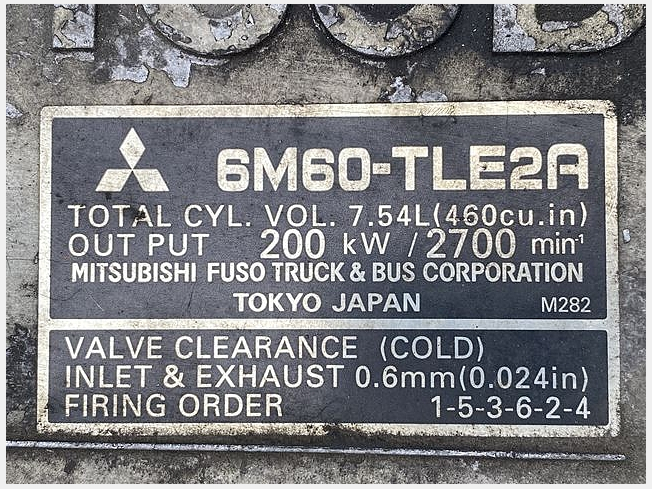 6M60-TLE2A
TOTAL CYL. VOL. 7.54L(460cu.in)
OUT PUT 200 kW / 2700 min-1
MITSUBISHI FUSO TRUCK & BUS CORPORATION
TOKYO JAPAN M282
VALVE CLEARANCE (COLD)
INLET & EXHAUST 0.6mm(0.024in)
FIRING ORDER 1-5-3-6-2-4